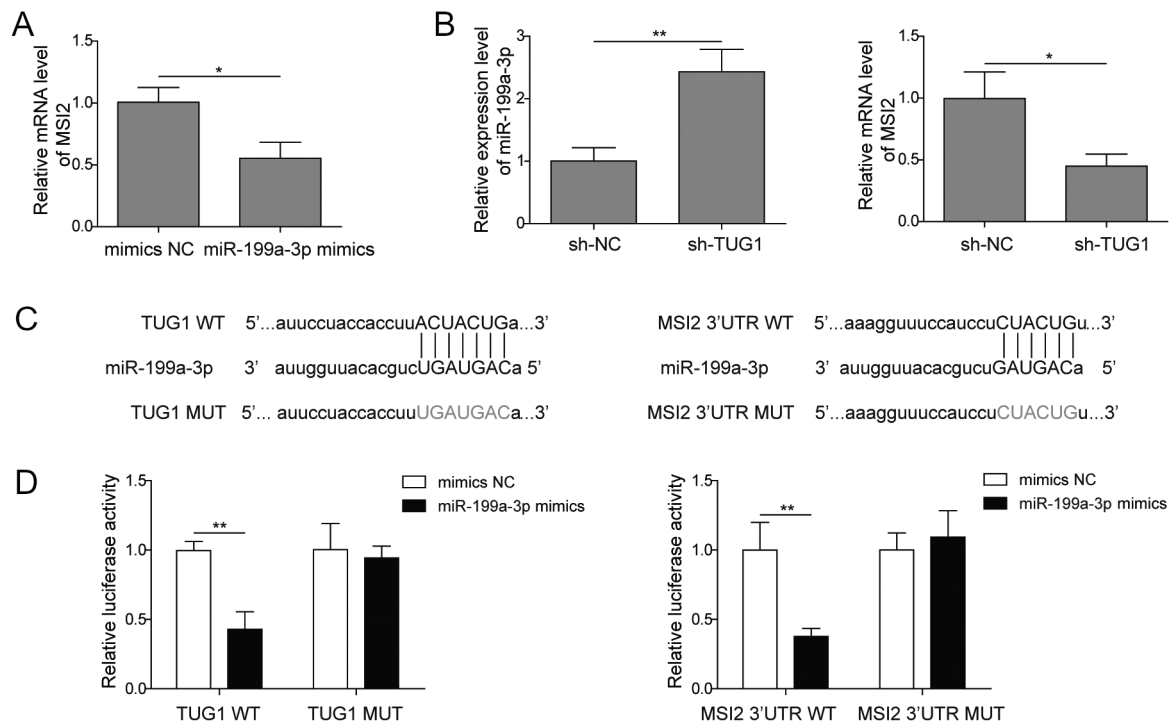 A
Relative mRNA level
of MSI2
1.5
1.0
0.5
0.0
*
mimics NC
miR-199a-3p mimics
B
Relative expression level
of miR-199a-3p
3
2
1
0
**
sh-NC
sh-TUG1
Relative mRNA level
of MSI2
1.5
1.0
0.5
0.0
*
sh-NC
sh-TUG1
C
TUG1 WT 5’...auuccuaccaccuuACUACUGa...3’
miR-199a-3p 3’ auugguuacacgucUGAUGACa 5’
TUG1 MUT 5’... auuccuaccaccuuUGAUGACa...3’
MSI2 3’UTR WT 5’... aaagguuuccauccuCUACUGu...3’
miR-199a-3p 3’ auugguuacacgucuGAUGACa 5’
MSI2 3’UTR MUT 5’... aaagguuuccauccuCUACUGu...3’
D
Relative luciferase activity
1.5
1.0
0.5
0.0
mimics NC
miR-199a-3p mimics
**
TUG1 WT
TUG1 MUT
Relative luciferase activity
1.5
1.0
0.5
0.0
mimics NC
miR-199a-3p mimics
**
MSI2 3’UTR WT
MSI2 3’UTR MUT